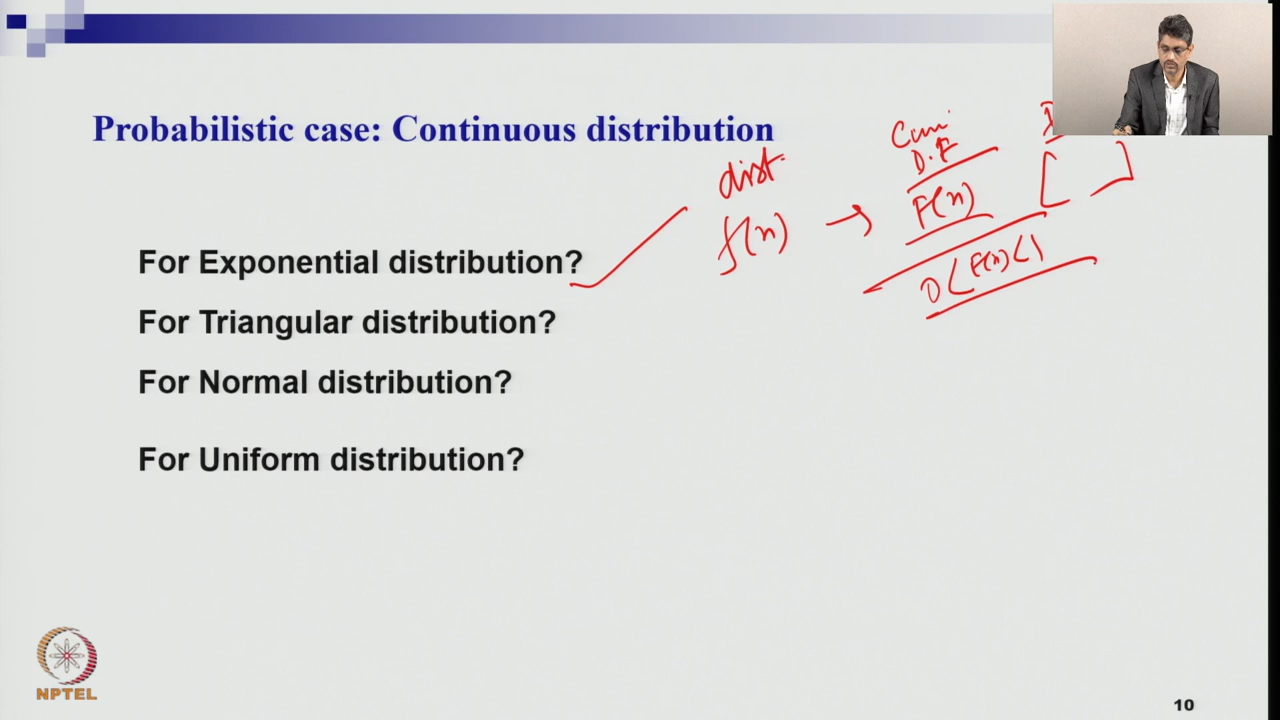 Probabilistic case: Continuous distribution
Cum.
D.F
dist.
f(x) → F(x) [ ]
0 < F(x) < 1
For Exponential distribution?
For Triangular distribution?
For Normal distribution?
For Uniform distribution?
NPTEL
10